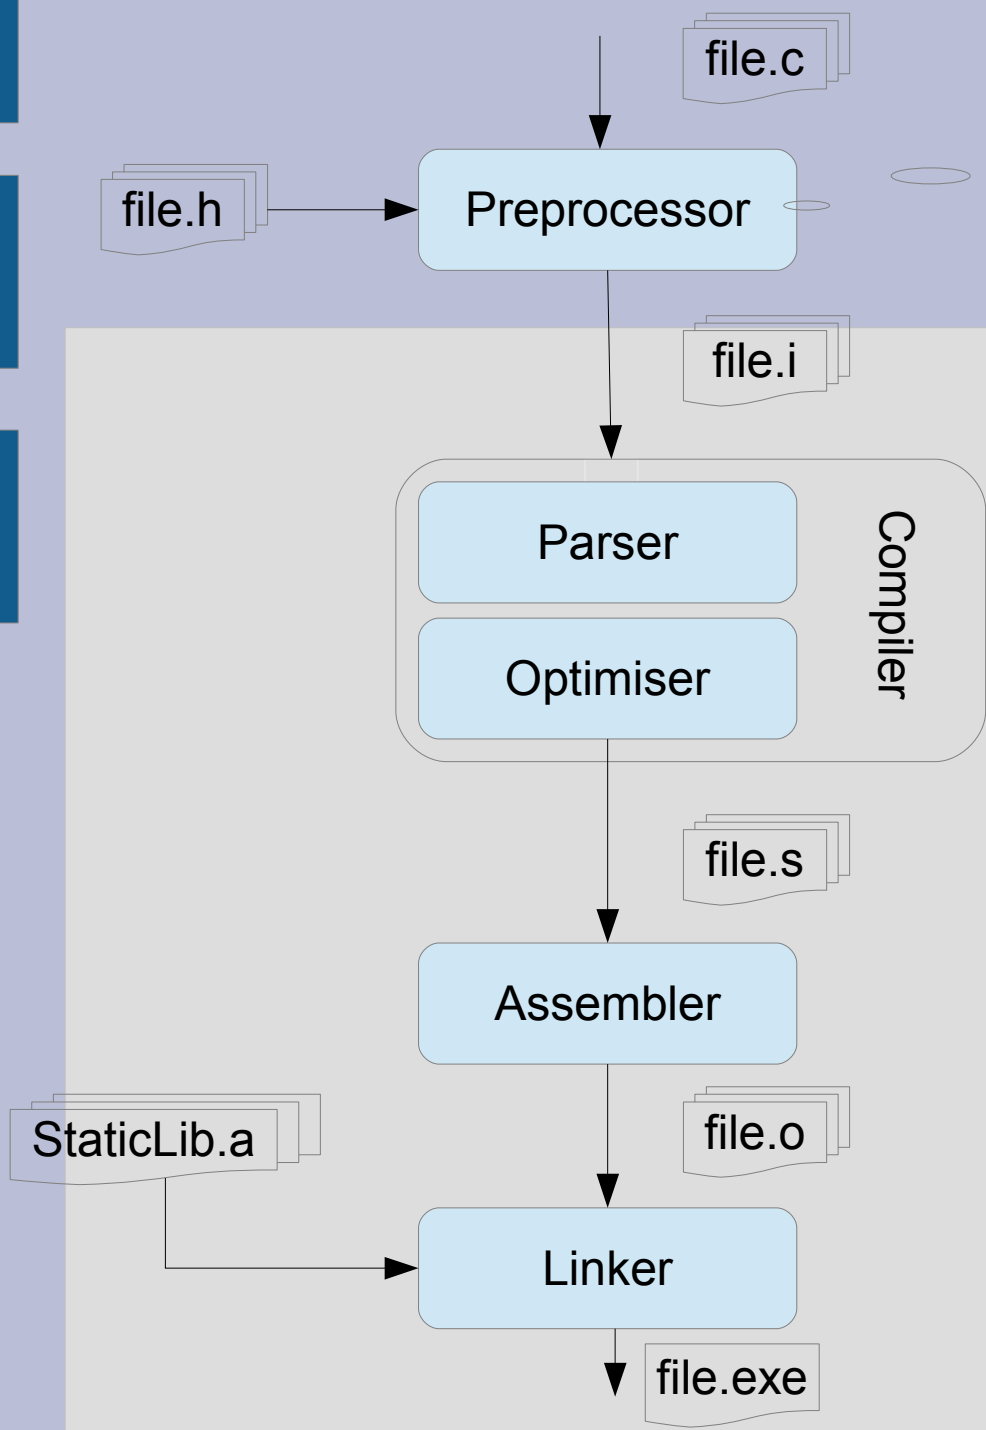 file.c
file.h
Preprocessor
file.i
Parser
Compiler
Optimiser
file.s
Assembler
file.o
StaticLib.a
Linker
file.exe